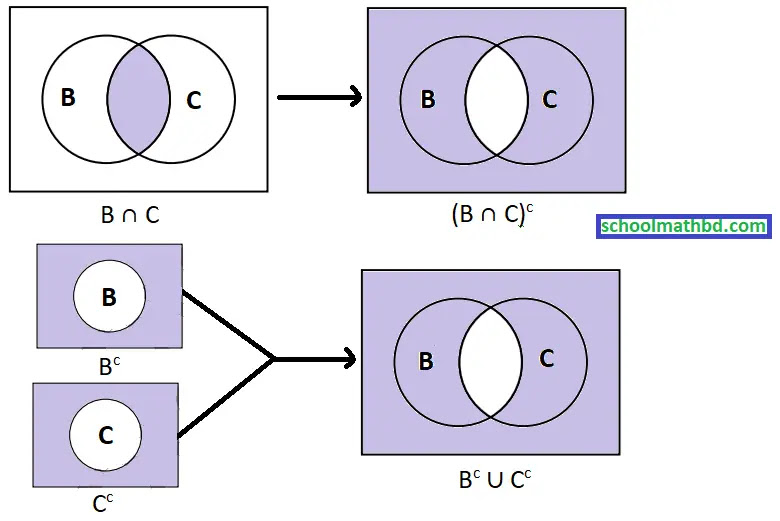 B C
B ∩ C
B C
(B ∩ C)ᶜ
schoolmathbd.com
B
Bᶜ
C
Cᶜ
B C
Bᶜ ∪ Cᶜ